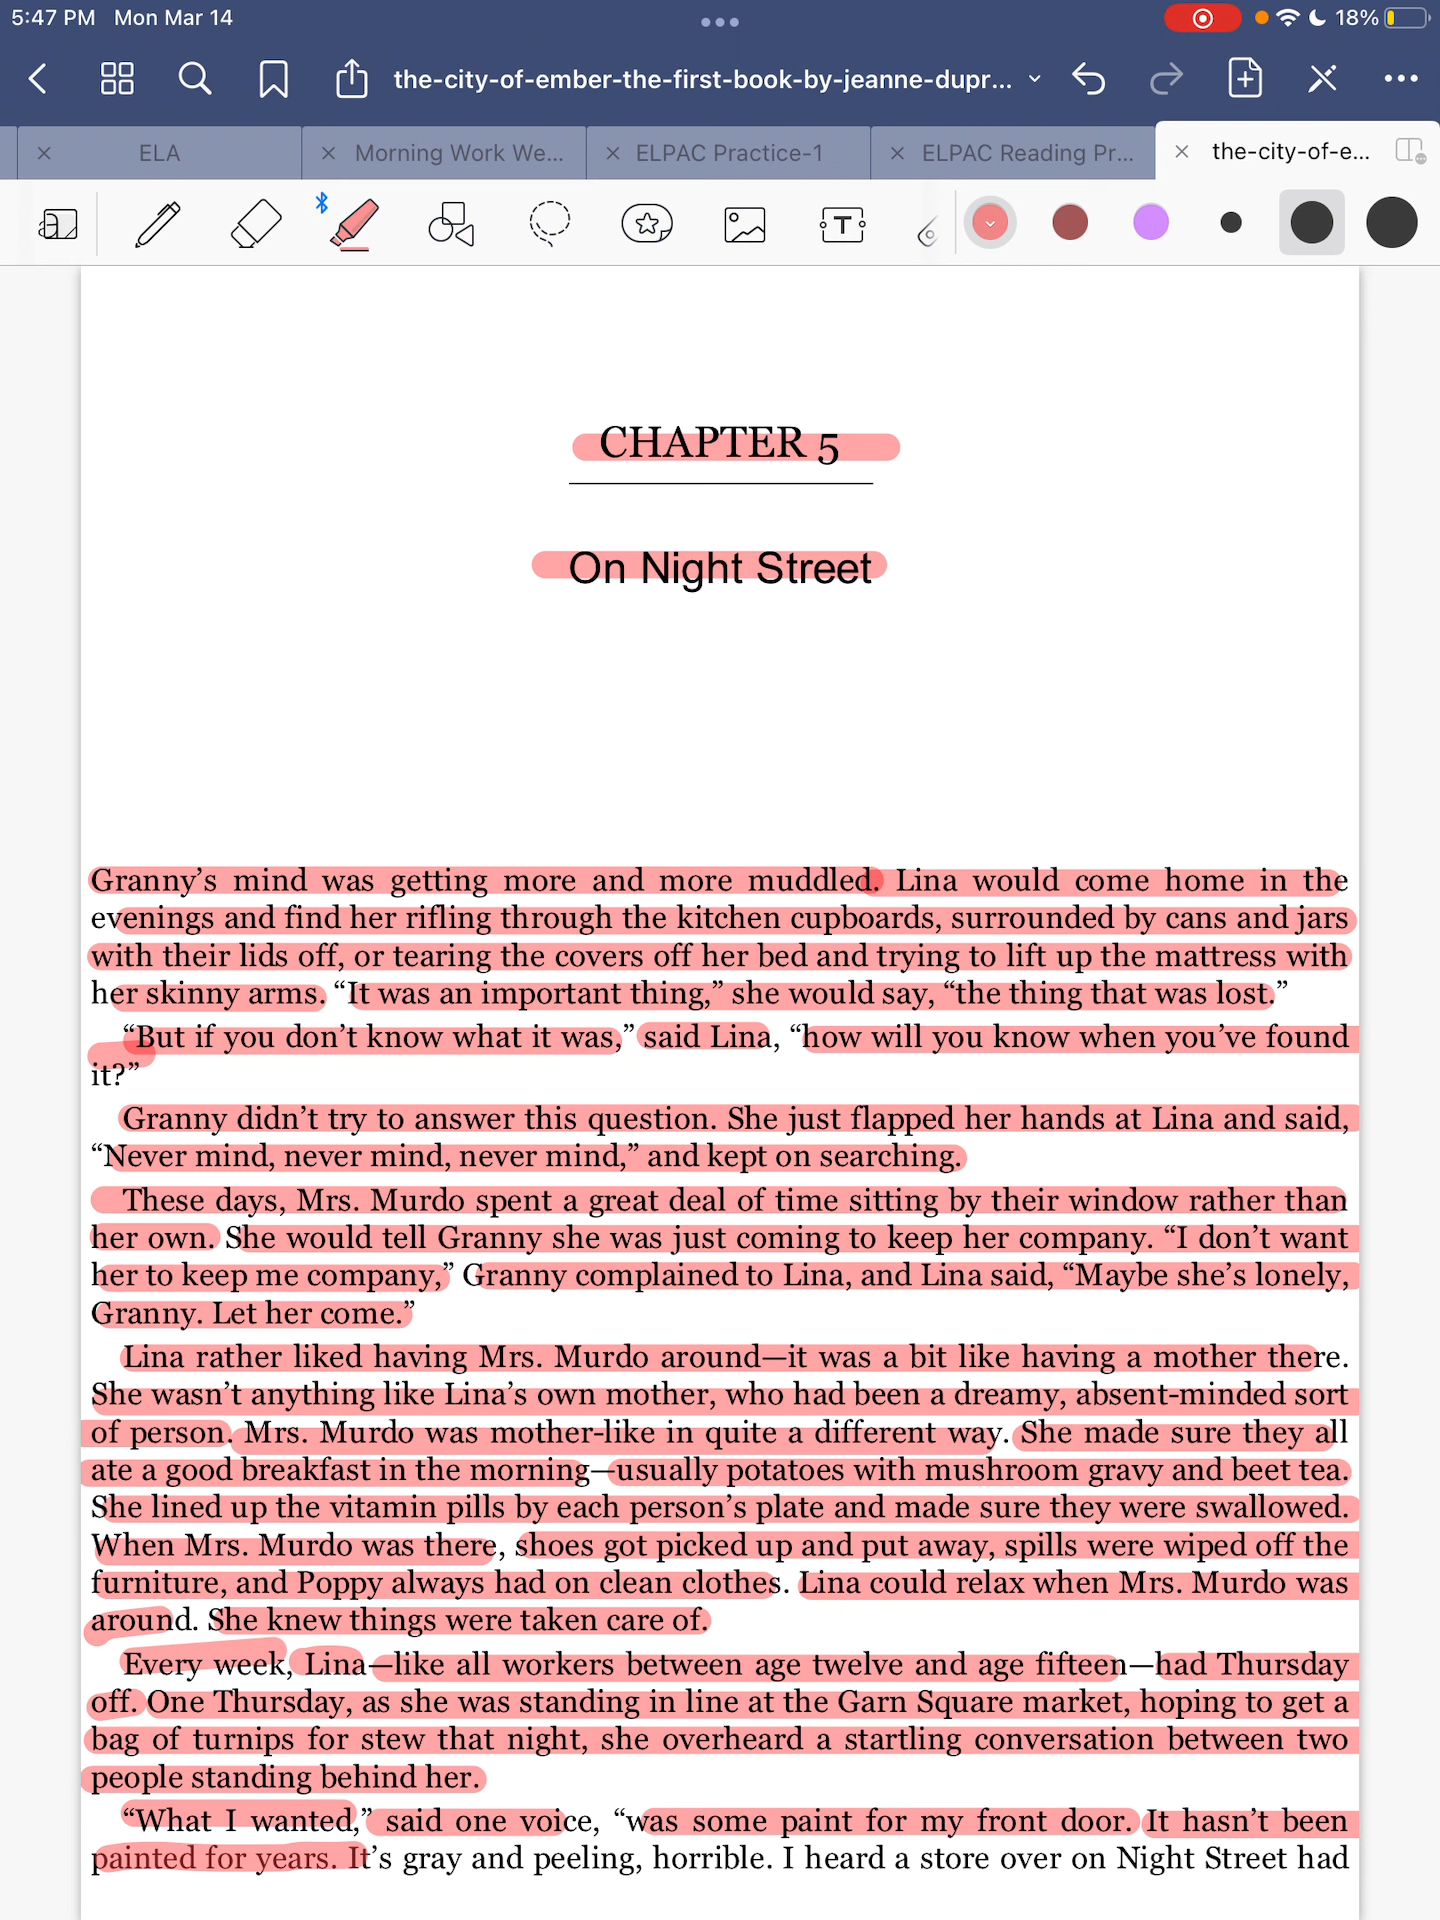 5:47 PM Mon Mar 14
18%
the-city-of-ember-the-first-book-by-jeanne-dupr...
ELA
Morning Work We...
ELPAC Practice-1
ELPAC Reading Pr...
the-city-of-e...
CHAPTER 5
On Night Street
Granny’s mind was getting more and more muddled. Lina would come home in the
evenings and find her rifling through the kitchen cupboards, surrounded by cans and jars
with their lids off, or tearing the covers off her bed and trying to lift up the mattress with
her skinny arms. “It was an important thing,” she would say, “the thing that was lost.”
“But if you don’t know what it was,” said Lina, “how will you know when you’ve found
it?”
Granny didn’t try to answer this question. She just flapped her hands at Lina and said,
“Never mind, never mind, never mind,” and kept on searching.
These days, Mrs. Murdo spent a great deal of time sitting by their window rather than
her own. She would tell Granny she was just coming to keep her company. “I don’t want
her to keep me company,” Granny complained to Lina, and Lina said, “Maybe she’s lonely,
Granny. Let her come.”
Lina rather liked having Mrs. Murdo around—it was a bit like having a mother there.
She wasn’t anything like Lina’s own mother, who had been a dreamy, absent-minded sort
of person. Mrs. Murdo was mother-like in quite a different way. She made sure they all
ate a good breakfast in the morning—usually potatoes with mushroom gravy and beet tea.
She lined up the vitamin pills by each person’s plate and made sure they were swallowed.
When Mrs. Murdo was there, shoes got picked up and put away, spills were wiped off the
furniture, and Poppy always had on clean clothes. Lina could relax when Mrs. Murdo was
around. She knew things were taken care of.
Every week, Lina—like all workers between age twelve and age fifteen—had Thursday
off. One Thursday, as she was standing in line at the Garn Square market, hoping to get a
bag of turnips for stew that night, she overheard a startling conversation between two
people standing behind her.
“What I wanted,” said one voice, “was some paint for my front door. It hasn’t been
painted for years. It’s gray and peeling, horrible. I heard a store over on Night Street had